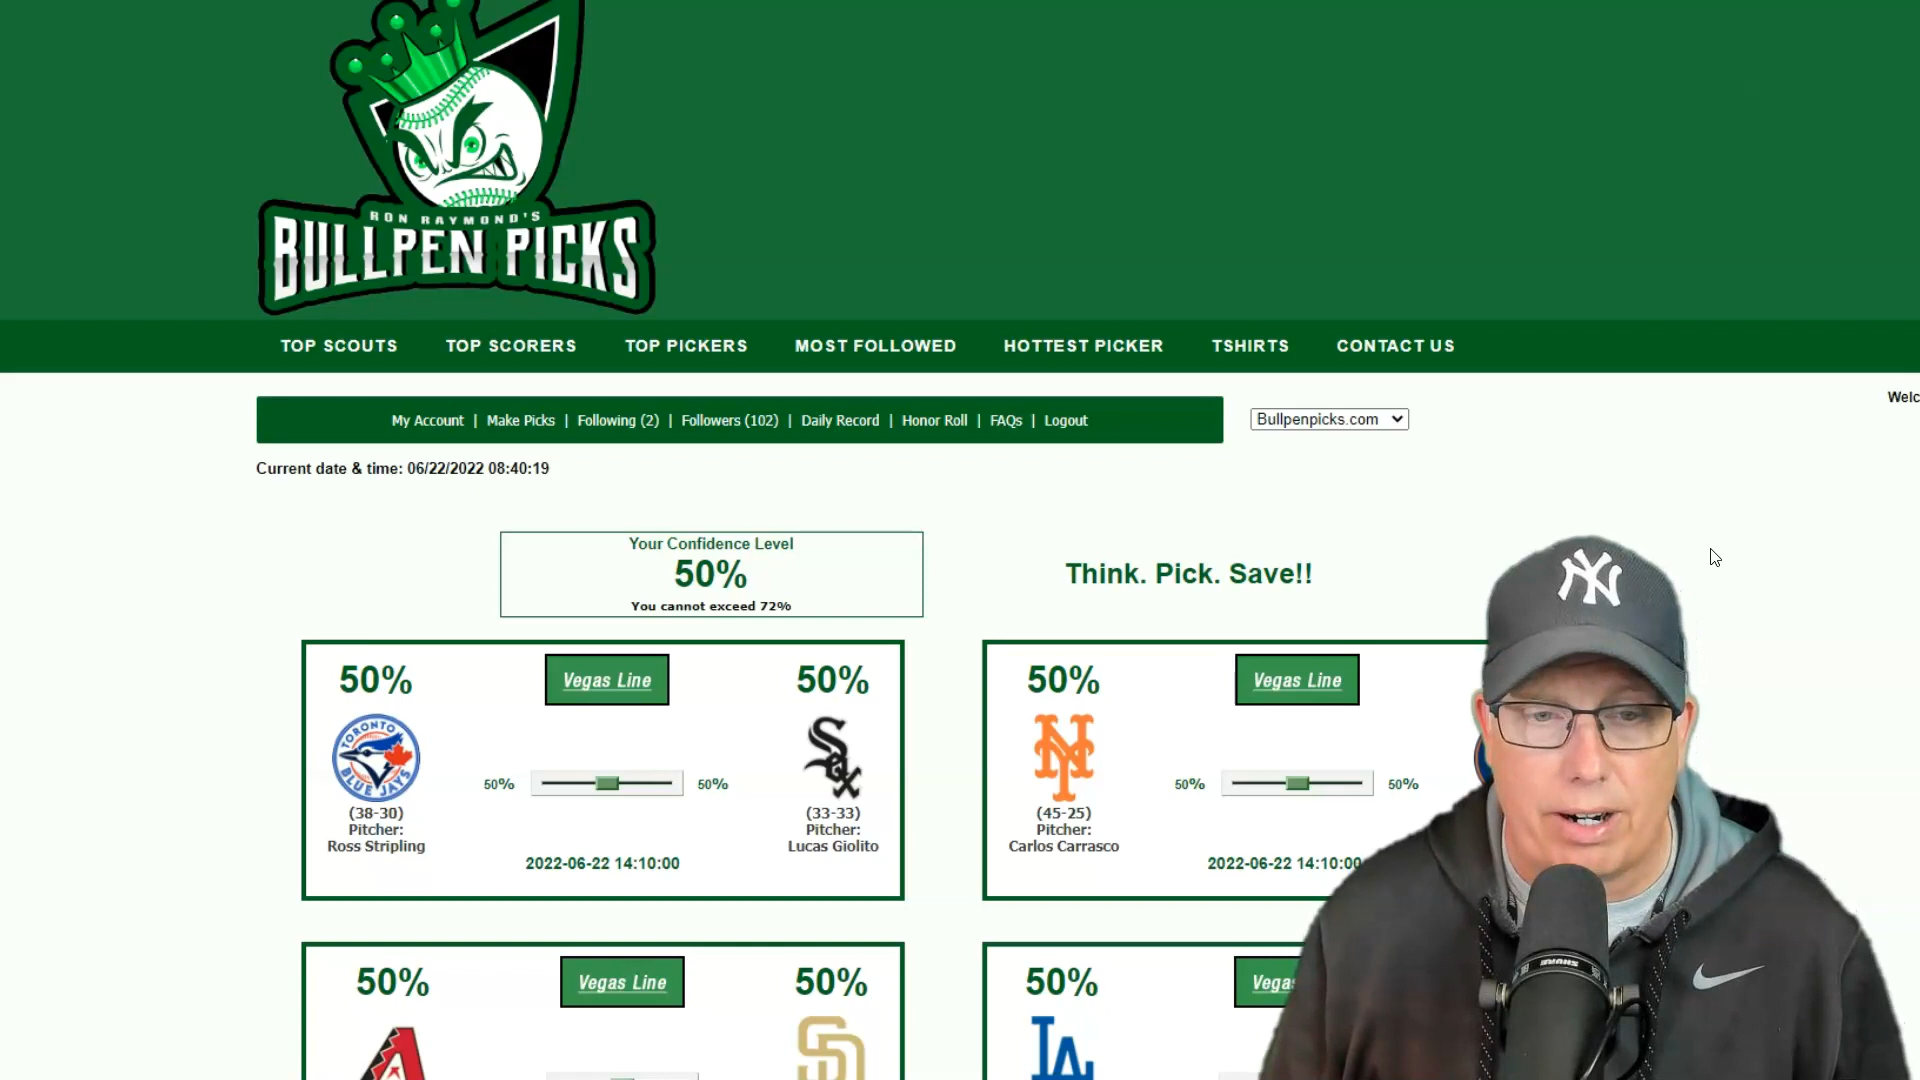 RON RAYMOND'S
BULLPEN PICKS
TOP SCOUTS TOP SCORERS TOP PICKERS MOST FOLLOWED HOTTEST PICKER TSHIRTS CONTACT US
My Account | Make Picks | Following (2) | Followers (102) | Daily Record | Honor Roll | FAQs | Logout
Bullpenpicks.com
Current date & time: 06/22/2022 08:40:19
Your Confidence Level
50%
You cannot exceed 72%
Think. Pick. Save!!
50% Vegas Line 50%
TORONTO
BLUE JAYS
Sox
50% 50%
(38-30)
Pitcher:
Ross Stripling
(33-33)
Pitcher:
Lucas Giolito
2022-06-22 14:10:00
50% Vegas Line
NY
50% 50%
(45-25)
Pitcher:
Carlos Carrasco
2022-06-22 14:10:00
50% Vegas Line 50%
A
SD
50%
LA
NY
SHURE